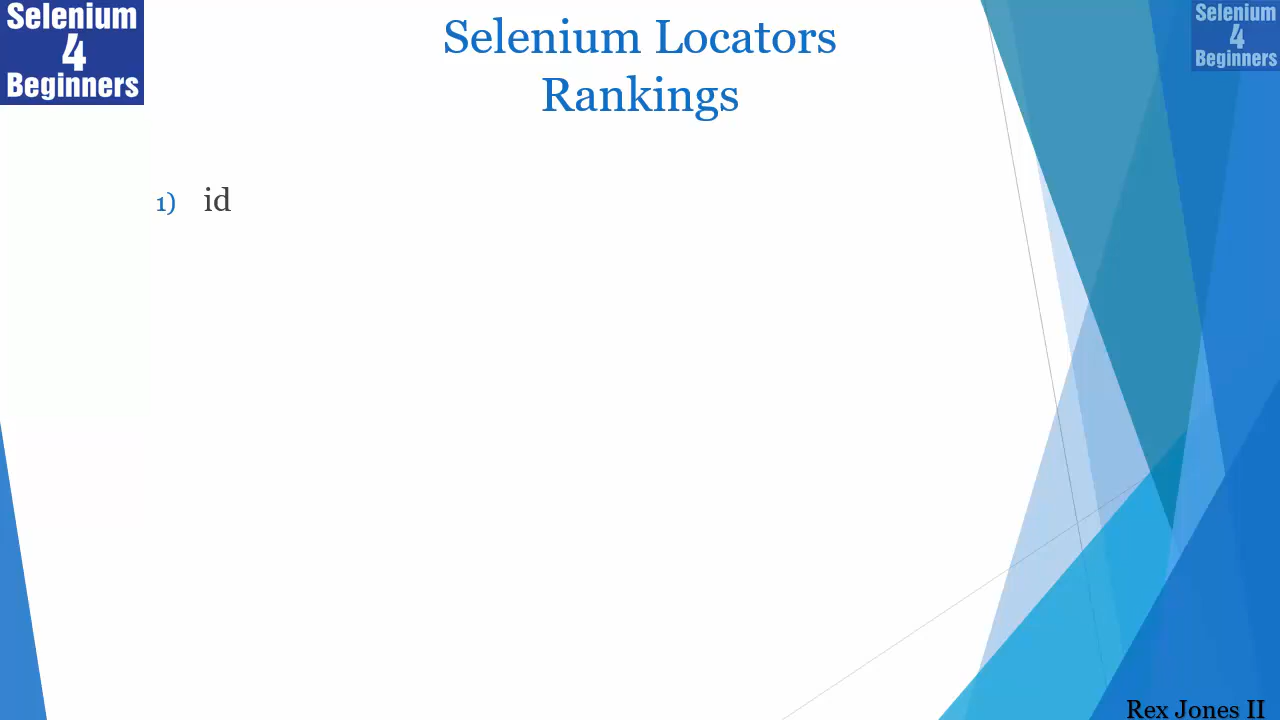 Selenium
4
Beginners
Selenium Locators
Rankings
Selenium
4
Beginners
1) id
Rex Jones II